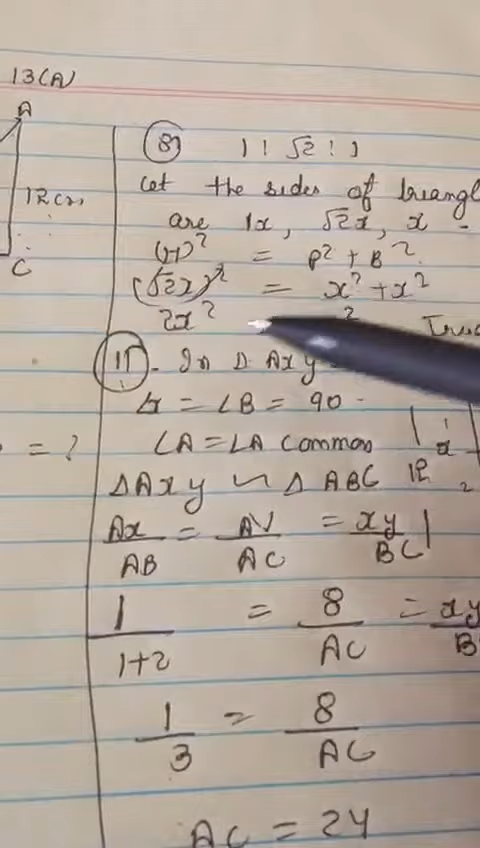 13(A)
A
12cm
C
= ?
8) 1 : √2 : 1
Let the sides of triangle
are 1x, √2x, x
(H)² = P² + B²
(√2x)² = x² + x²
2x²
11 - In Δ AXY
∠x = ∠B = 90
∠A = ∠A common
ΔAXY ~ Δ ABC
AX/AB = AY/AC = XY/BC
1/1+2 = 8/AC = XY/B
1/3 = 8/AC
AC = 24